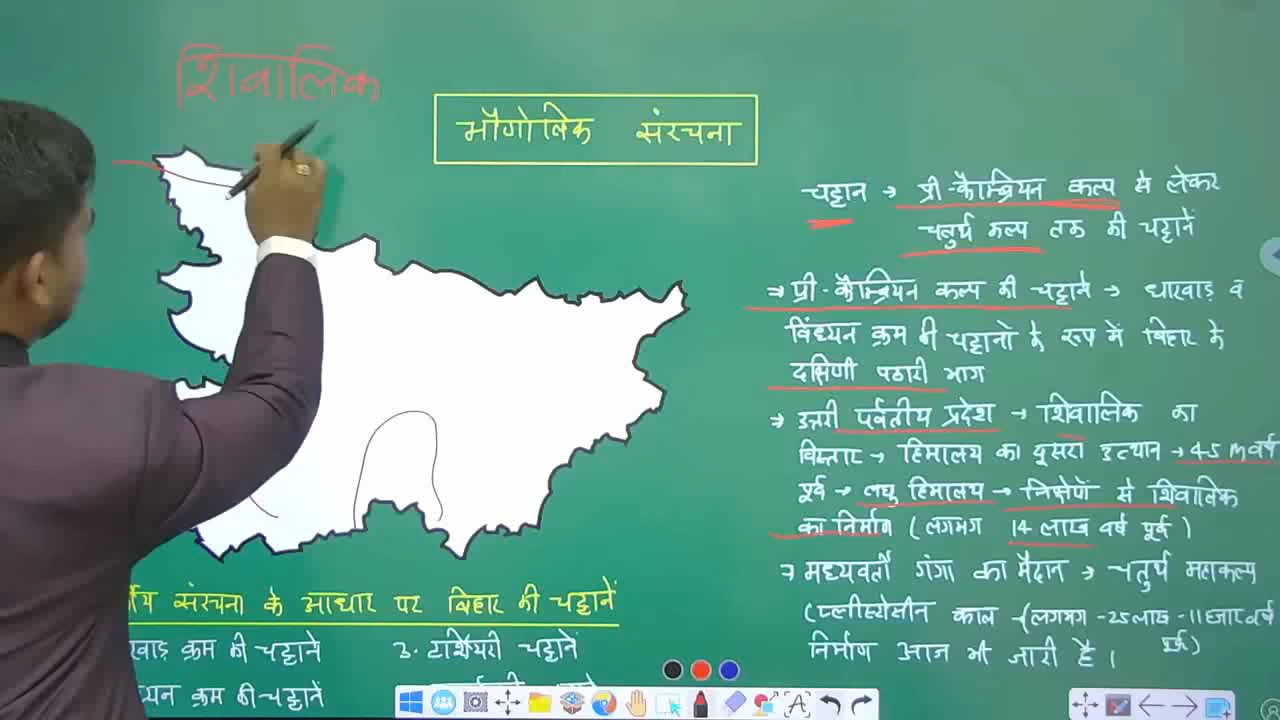 शिवालिक
भौगोलिक संरचना
चट्टान → प्री-कैम्ब्रियन कल्प से लेकर
चतुर्थ कल्प तक की चट्टानें
→ प्री-कैम्ब्रियन कल्प की चट्टानें → धारवाड़ व
विंध्यन क्रम की चट्टानों के रूप में बिहार के
दक्षिणी पठारी भाग
→ उत्तरी पर्वतीय प्रदेश → शिवालिक का
विस्तार → हिमालय का दूसरा उत्थान → 45 m वर्ष
पूर्व → लघु हिमालय → निक्षेपों से शिवालिक
का निर्माण (लगभग 14 लाख वर्ष पूर्व)
→ मध्यवर्ती गंगा का मैदान → चतुर्थ महाकल्प
(प्लीस्टोसीन काल -(लगभग -25 लाख -11 हजार वर्ष
पूर्व)
निर्माण आज भी जारी है।
संरचना के आधार पर बिहार की चट्टानें
क्रम की चट्टानें 3. टर्शियरी चट्टानें
क्रम की चट्टानें